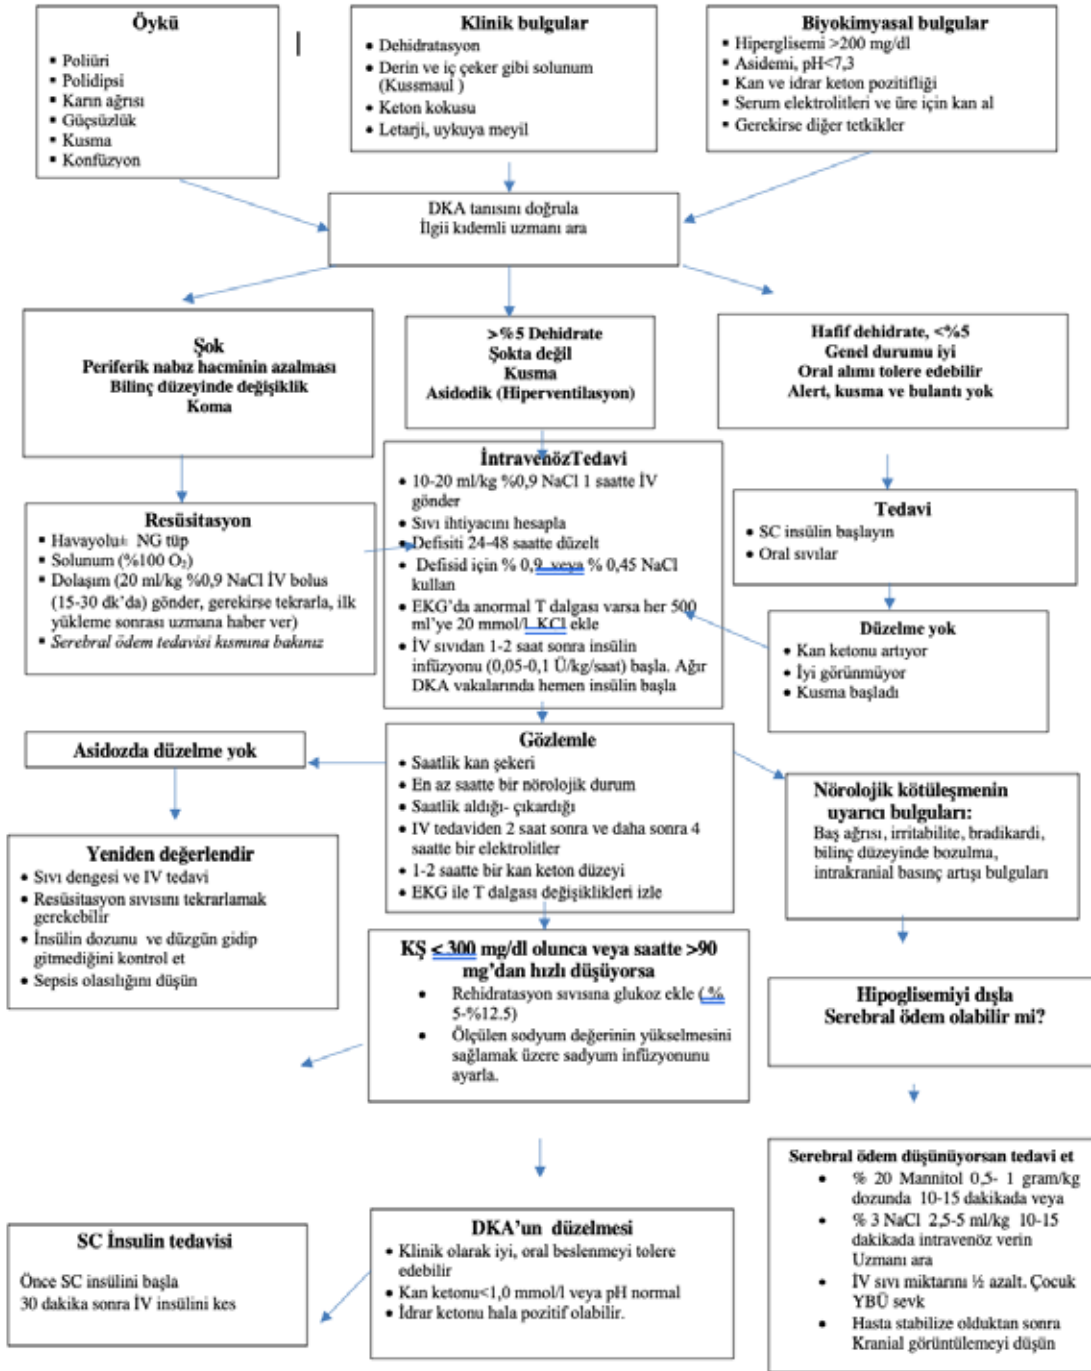 Öykü
▪ Poliüri
▪ Polidipsi
▪ Karın ağrısı
▪ Güçsüzlük
▪ Kusma
▪ Konfüzyon
Klinik bulgular
• Dehidratasyon
• Derin ve iç çeker gibi solunum
(Kussmaul )
• Keton kokusu
• Letarji, uykuya meyil
Biyokimyasal bulgular
▪ Hiperglisemi >200 mg/dl
▪ Asidemi, pH<7,3
▪ Kan ve idrar keton pozitifliği
▪ Serum elektrolitleri ve üre için kan al
▪ Gerekirse diğer tetkikler
DKA tanısını doğrula
İlgii kıdemli uzmanı ara
Şok
Periferik nabız hacminin azalması
Bilinç düzeyinde değişiklik
Koma
>%5 Dehidrate
Şokta değil
Kusma
Asidodik (Hiperventilasyon)
Hafif dehidrate, <%5
Genel durumu iyi
Oral alımı tolere edebilir
Alert, kusma ve bulantı yok
Resüsitasyon
▪ Havayolu± NG tüp
▪ Solunum (%100 O₂)
▪ Dolaşım (20 ml/kg %0,9 NaCl İV bolus
(15-30 dk'da) gönder, gerekirse tekrarla, ilk
yükleme sonrası uzmana haber ver)
▪ Serebral ödem tedavisi kısmına bakınız
İntravenözTedavi
• 10-20 ml/kg %0,9 NaCl 1 saatte İV
gönder
• Sıvı ihtiyacını hesapla
• Defisiti 24-48 saatte düzelt
• Defisid için % 0,9 veya % 0,45 NaCl
kullan
• EKG'da anormal T dalgası varsa her 500
ml'ye 20 mmol/l KCl ekle
• İV sıvıdan 1-2 saat sonra insülin
infüzyonu (0,05-0,1 Ü/kg/saat) başla. Ağır
DKA vakalarında hemen insülin başla
Tedavi
• SC insülin başlayın
• Oral sıvılar
Düzelme yok
• Kan ketonu artıyor
• İyi görünmüyor
• Kusma başladı
Asidozda düzelme yok
Gözlemle
• Saatlik kan şekeri
• En az saatte bir nörolojik durum
• Saatlik aldığı- çıkardığı
• IV tedaviden 2 saat sonra ve daha sonra 4
saatte bir elektrolitler
• 1-2 saatte bir kan keton düzeyi
• EKG ile T dalgası değişiklikleri izle
Nörolojik kötüleşmenin
uyarıcı bulguları:
Baş ağrısı, irritabilite, bradikardi,
bilinç düzeyinde bozulma,
intrakranial basınç artışı bulguları
Yeniden değerlendir
• Sıvı dengesi ve IV tedavi
• Resüsitasyon sıvısını tekrarlamak
gerekebilir
• İnsülin dozunu ve düzgün gidip
gitmediğini kontrol et
• Sepsis olasılığını düşün
KŞ < 300 mg/dl olunca veya saatte >90
mg'dan hızlı düşüyorsa
• Rehidratasyon sıvısına glukoz ekle ( %
5-%12.5)
• Ölçülen sodyum değerinin yükselmesini
sağlamak üzere sadyum infüzyonunu
ayarla.
Hipoglisemiyi dışla
Serebral ödem olabilir mi?
Serebral ödem düşünüyorsan tedavi et
• % 20 Mannitol 0,5- 1 gram/kg
dozunda 10-15 dakikada veya
• % 3 NaCl 2,5-5 ml/kg 10-15
dakikada intravenöz verin
Uzmanı ara
• İV sıvı miktarını ½ azalt. Çocuk
YBÜ sevk
• Hasta stabilize olduktan sonra
Kranial görüntülemeyi düşün
DKA'un düzelmesi
• Klinik olarak iyi, oral beslenmeyi tolere
edebilir
• Kan ketonu<1,0 mmol/l veya pH normal
• İdrar ketonu hala pozitif olabilir.
SC İnsulin tedavisi
Önce SC insülini başla
30 dakika sonra İV insülini kes